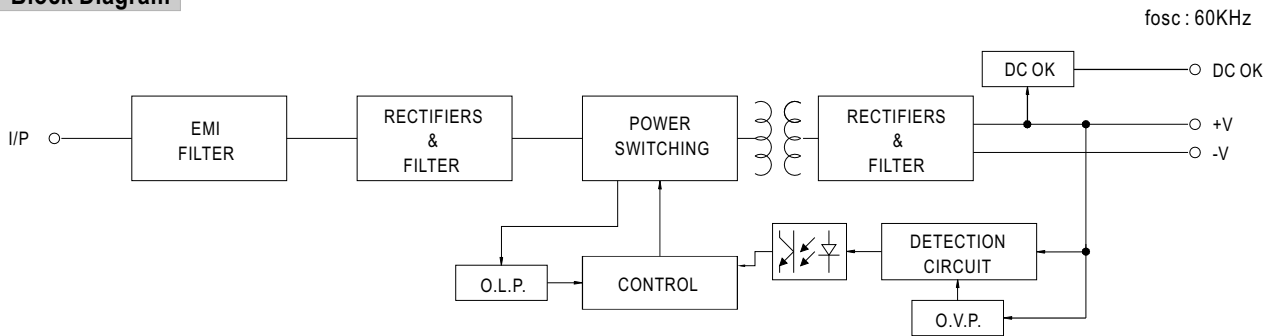 Block Diagram
fosc : 60KHz
DC OK
DC OK
I/P
EMI
FILTER
RECTIFIERS
&
FILTER
POWER
SWITCHING
RECTIFIERS
&
FILTER
+V
-V
O.L.P.
CONTROL
DETECTION
CIRCUIT
O.V.P.